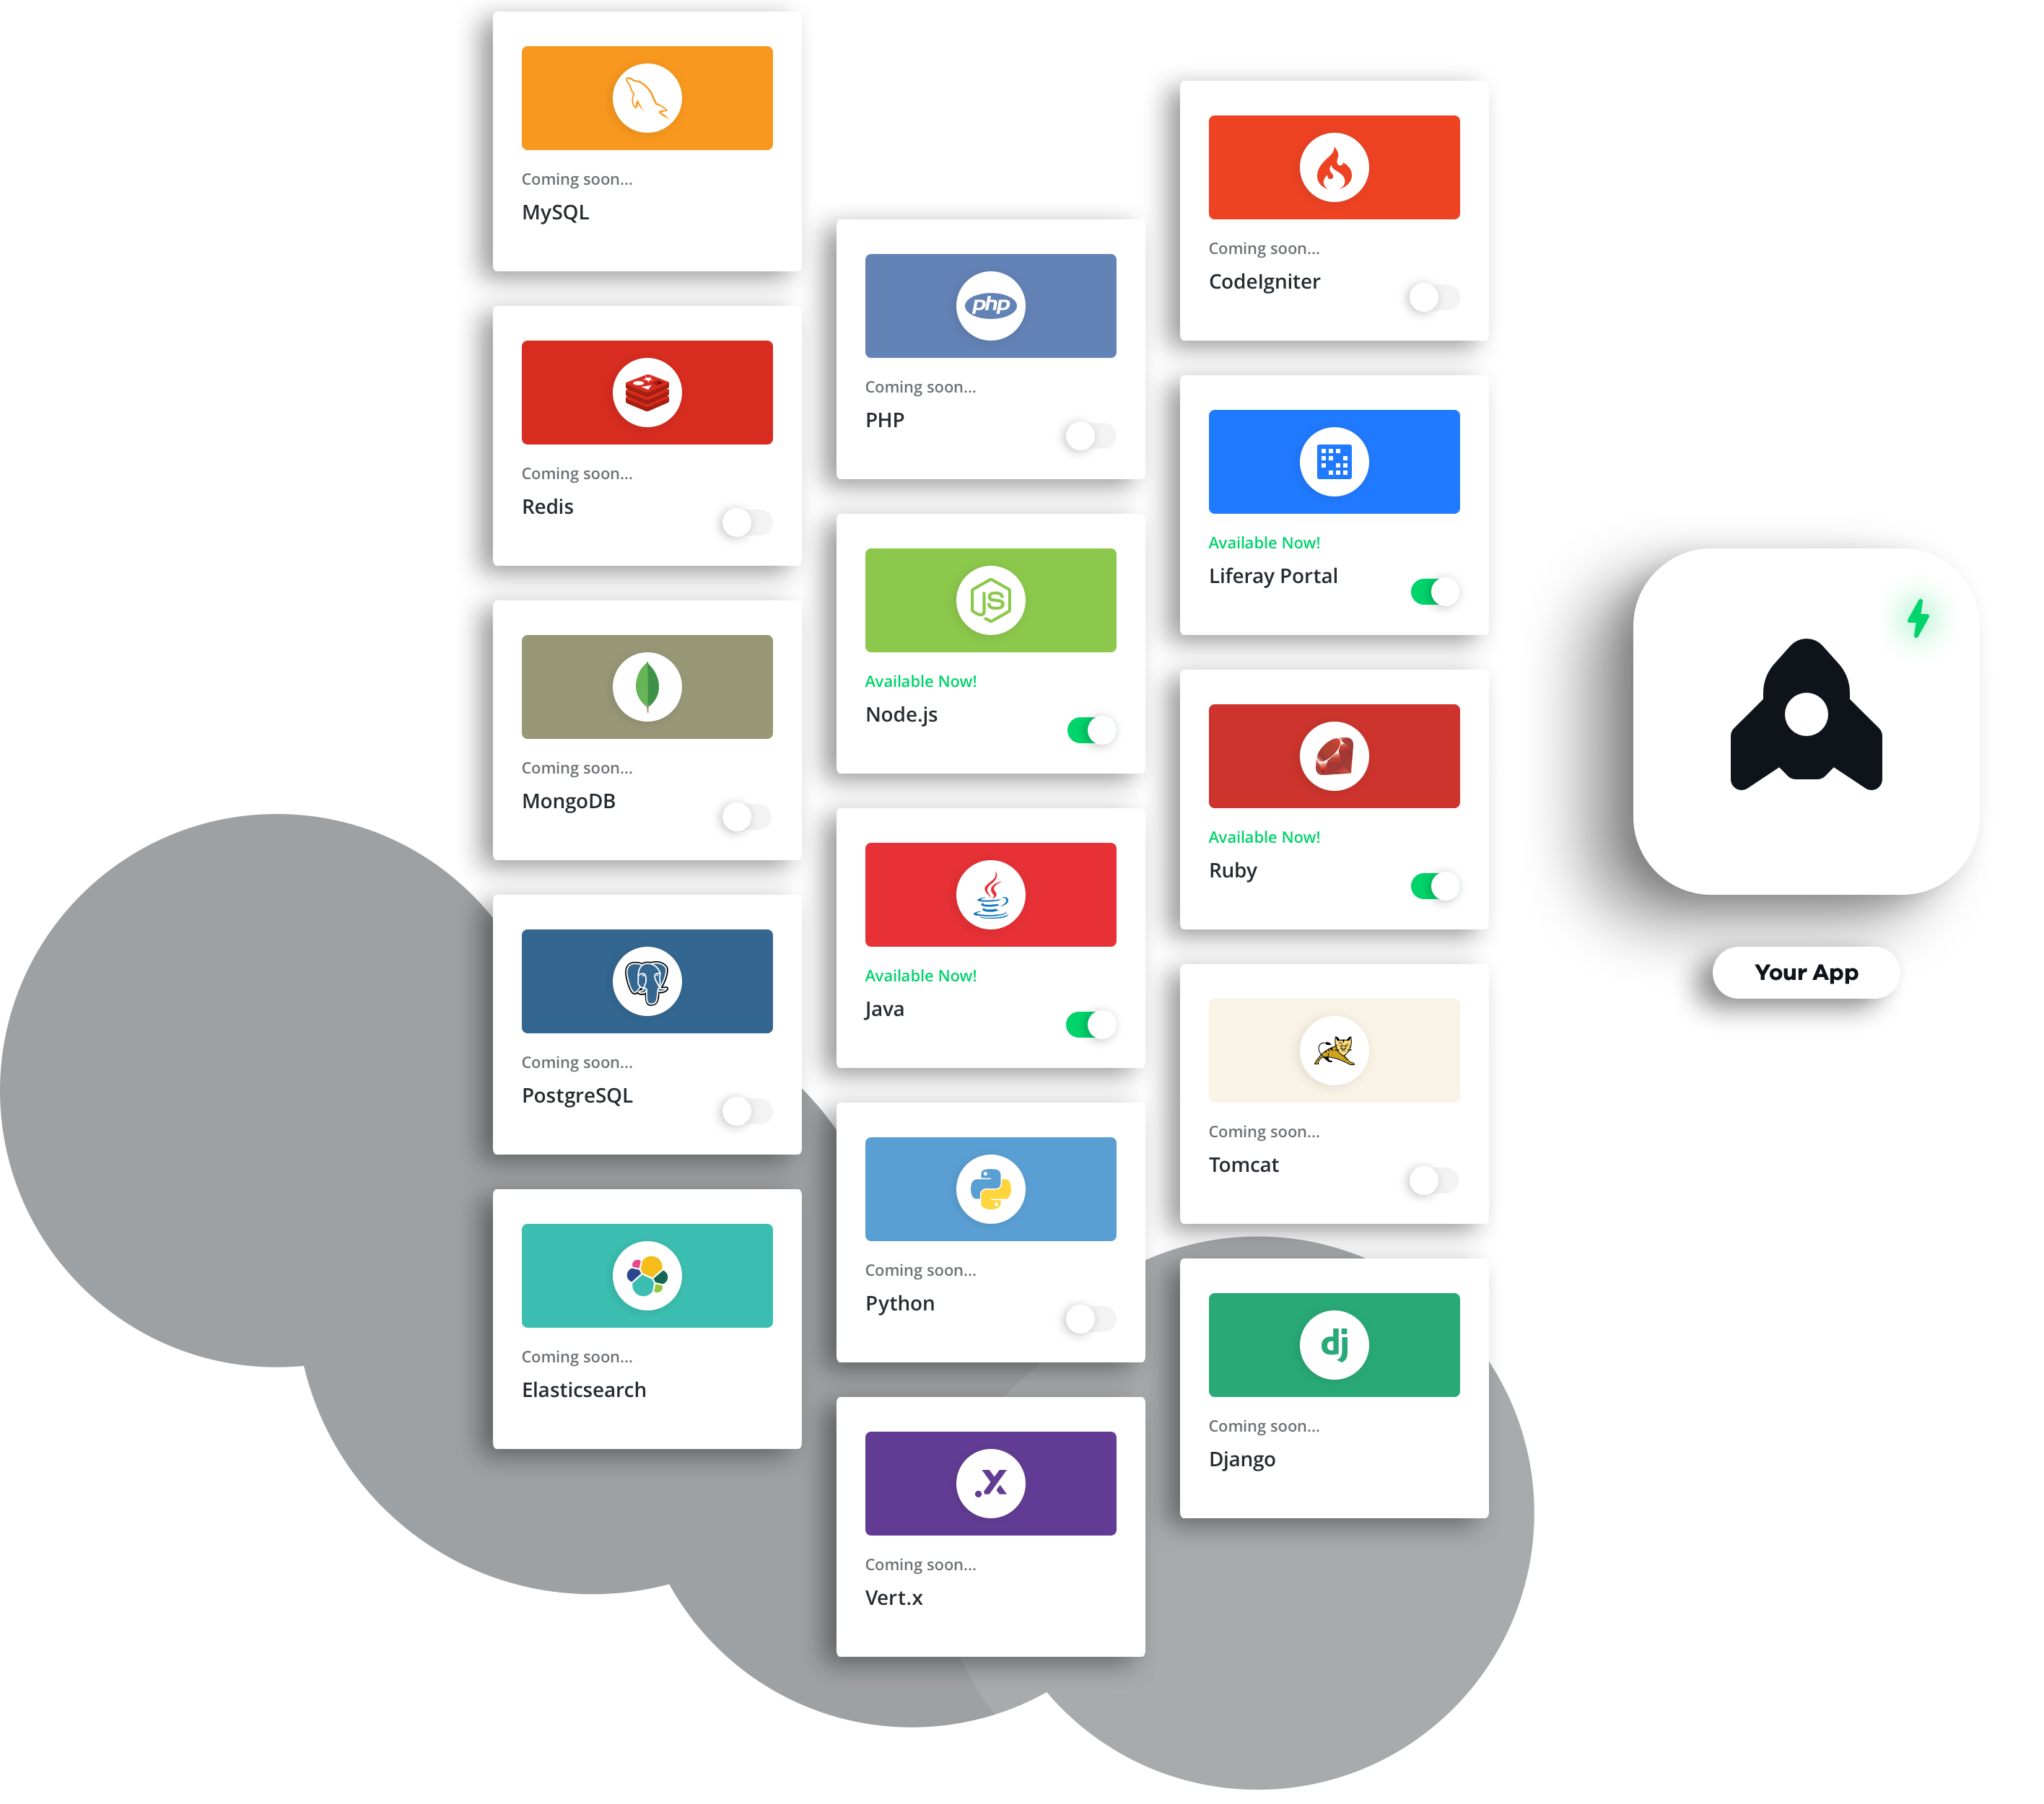 Coming soon...
MySQL
Coming soon...
Redis
Coming soon...
MongoDB
Coming soon...
PostgreSQL
Coming soon...
Elasticsearch
php
Coming soon...
PHP
JS
Available Now!
Node.js
Available Now!
Java
Coming soon...
Python
.x
Coming soon...
Vert.x
Coming soon...
CodeIgniter
Available Now!
Liferay Portal
Available Now!
Ruby
Coming soon...
Tomcat
dj
Coming soon...
Django
Your App